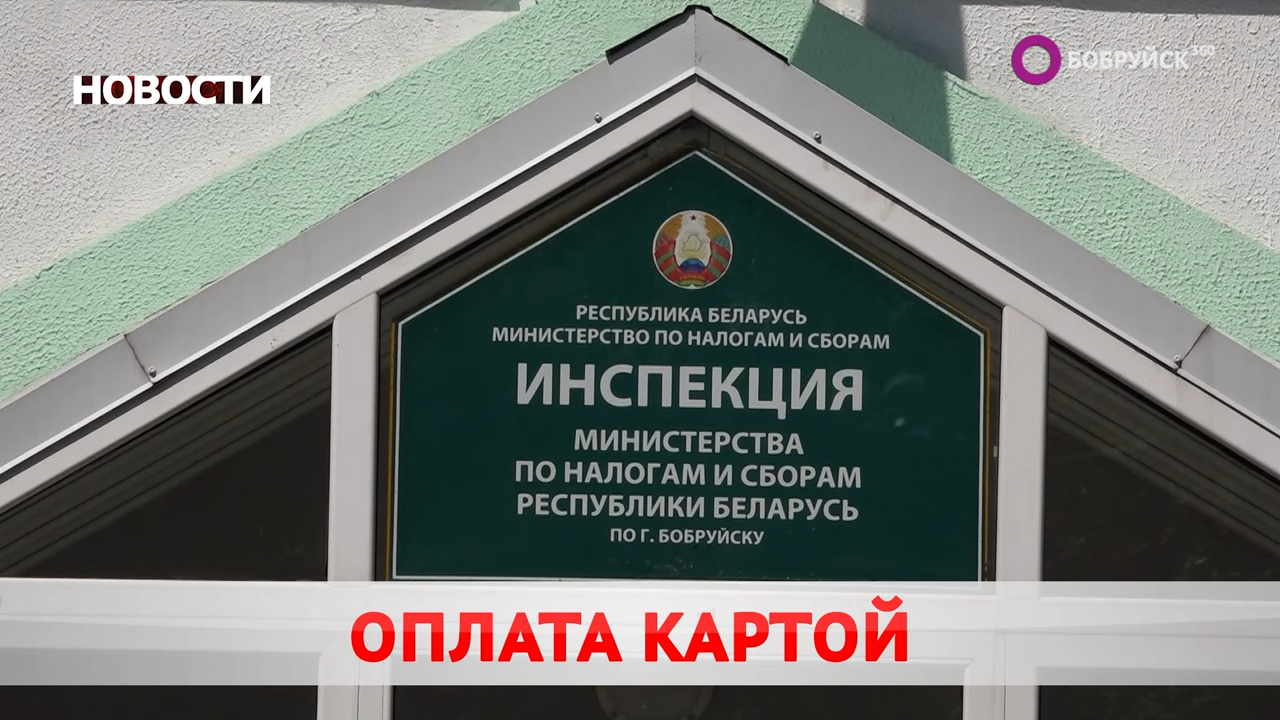 НОВОСТИ
БОБРУЙСК 360
РЕСПУБЛИКА БЕЛАРУСЬ
МИНИСТЕРСТВО ПО НАЛОГАМ И СБОРАМ
ИНСПЕКЦИЯ
МИНИСТЕРСТВА
ПО НАЛОГАМ И СБОРАМ
РЕСПУБЛИКИ БЕЛАРУСЬ
ПО Г. БОБРУЙСКУ
ОПЛАТА КАРТОЙ